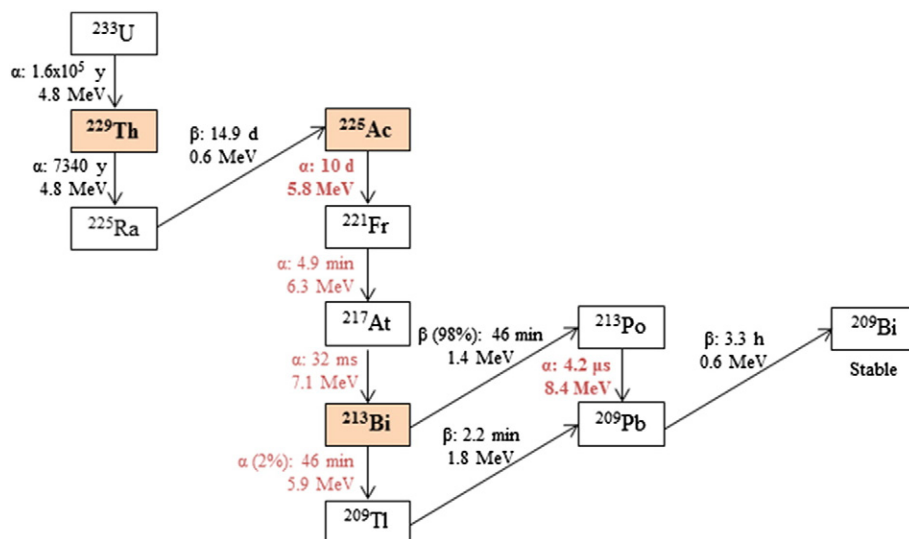 ²³³U
α: 1.6x10⁵ y
4.8 MeV
²²⁹Th
α: 7340 y
4.8 MeV
²²⁵Ra
β: 14.9 d
0.6 MeV
²²⁵Ac
α: 10 d
5.8 MeV
²²¹Fr
α: 4.9 min
6.3 MeV
²¹⁷At
α: 32 ms
7.1 MeV
²¹³Bi
α (2%): 46 min
5.9 MeV
²⁰⁹Tl
β (98%): 46 min
1.4 MeV
²¹³Po
α: 4.2 µs
8.4 MeV
β: 2.2 min
1.8 MeV
²⁰⁹Pb
β: 3.3 h
0.6 MeV
²⁰⁹Bi
Stable